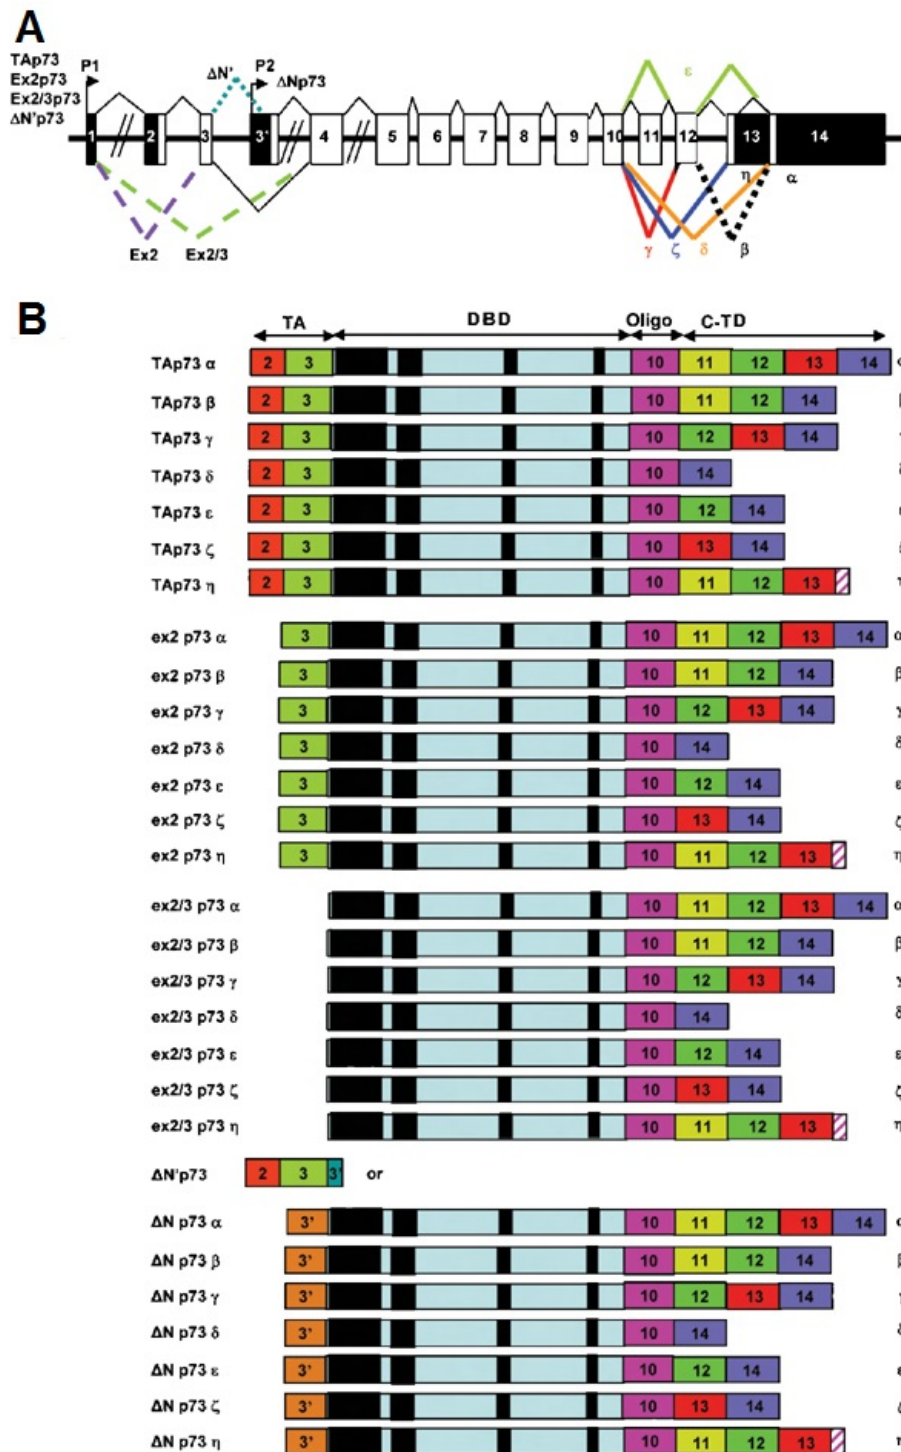 A
TAp73
Ex2p73
Ex2/3p73
ΔN'p73
P1
ΔN'
P2
ΔNp73
ε
1 2 3 3' 4 5 6 7 8 9 10 11 12 13 14
η α
Ex2 Ex2/3 γ ζ δ β
B
TA DBD Oligo C-TD
TAp73 α 2 3 10 11 12 13 14
TAp73 β 2 3 10 11 12 14
TAp73 γ 2 3 10 12 13 14
TAp73 δ 2 3 10 14
TAp73 ε 2 3 10 12 14
TAp73 ζ 2 3 10 13 14
TAp73 η 2 3 10 11 12 13
ex2 p73 α 3 10 11 12 13 14 α
ex2 p73 β 3 10 11 12 14 β
ex2 p73 γ 3 10 12 13 14 γ
ex2 p73 δ 3 10 14 δ
ex2 p73 ε 3 10 12 14 ε
ex2 p73 ζ 3 10 13 14 ζ
ex2 p73 η 3 10 11 12 13 η
ex2/3 p73 α 10 11 12 13 14 α
ex2/3 p73 β 10 11 12 14 β
ex2/3 p73 γ 10 12 13 14 γ
ex2/3 p73 δ 10 14 δ
ex2/3 p73 ε 10 12 14 ε
ex2/3 p73 ζ 10 13 14 ζ
ex2/3 p73 η 10 11 12 13 η
ΔN'p73 2 3 3' or
ΔN p73 α 3' 10 11 12 13 14
ΔN p73 β 3' 10 11 12 14
ΔN p73 γ 3' 10 12 13 14
ΔN p73 δ 3' 10 14
ΔN p73 ε 3' 10 12 14
ΔN p73 ζ 3' 10 13 14
ΔN p73 η 3' 10 11 12 13